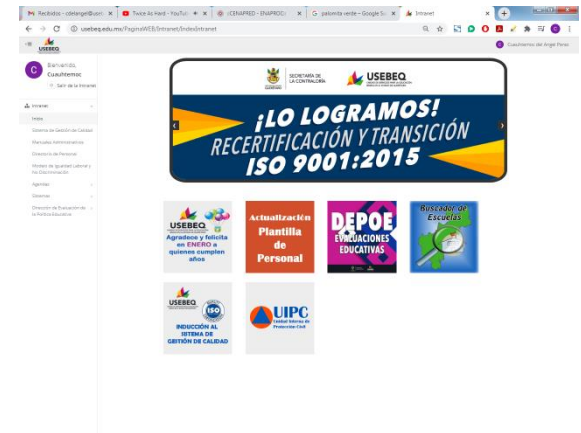 Recibidos - cdelangel@useb
Twice As Hard - YouTub
¿CENAPRED - ENAPROC?
palomita verde – Google S
Intranet
usebeq.edu.mx/PaginaWEB/Intranet/IndexIntranet
USEBEQ
Cuauhtemoc del Angel Perez
C
Bienvenido,
Cuauhtemoc
Salir de la Intranet
Intranet
Inicio
Sistema de Gestión de Calidad
Manuales Administrativos
Directorio de Personal
Modelo de Igualdad Laboral y
No Discriminación
Agendas
Sistemas
Dirección de Evaluación de
la Política Educativa
SECRETARÍA DE
LA CONTRALORÍA
USEBEQ
¡LO LOGRAMOS!
RECERTIFICACIÓN Y TRANSICIÓN
ISO 9001:2015
USEBEQ
Agradece y felicita
en ENERO a
quienes cumplen
años
Actualización
Plantilla
de
Personal
DEPOE
EVALUACIONES
EDUCATIVAS
Buscador de
Escuelas
USEBEQ
ISO
INDUCCIÓN AL
SISTEMA DE
GESTIÓN DE CALIDAD
UIPC
Unidad Interna de
Protección Civil